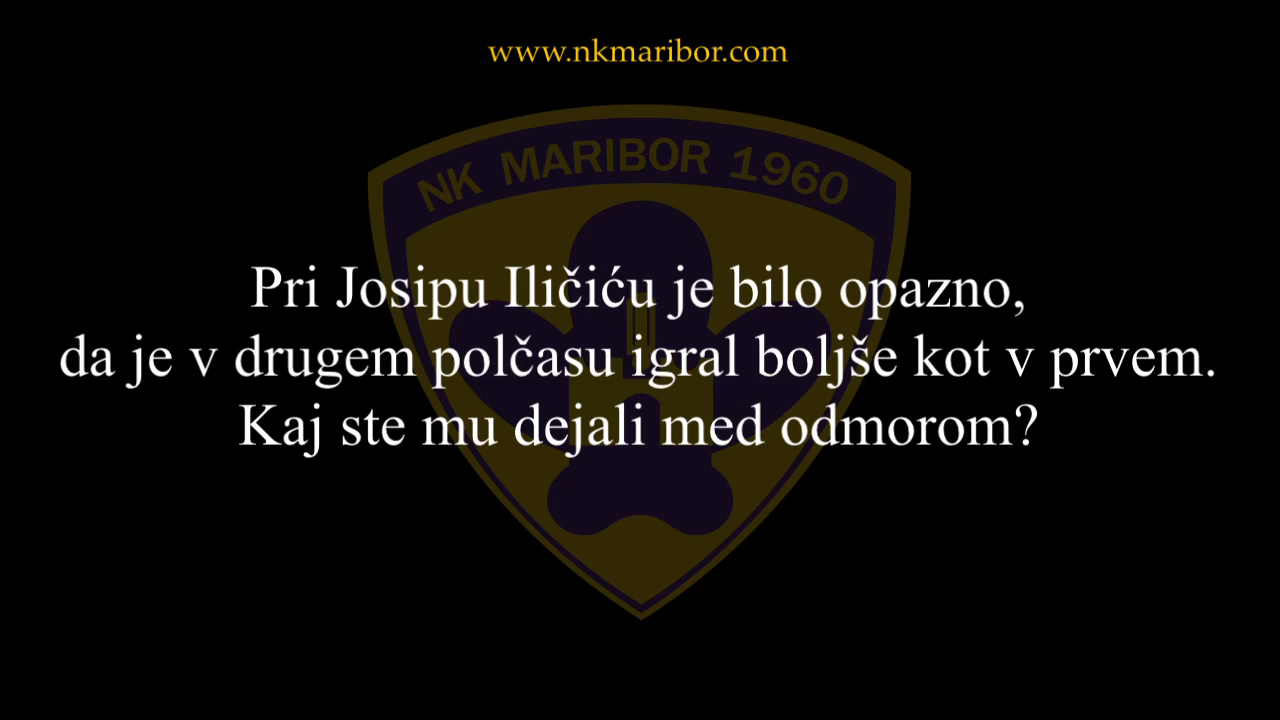 www.nkmaribor.com
NK MARIBOR 1960
Pri Josipu Iličiću je bilo opazno,
da je v drugem polčasu igral boljše kot v prvem.
Kaj ste mu dejali med odmorom?